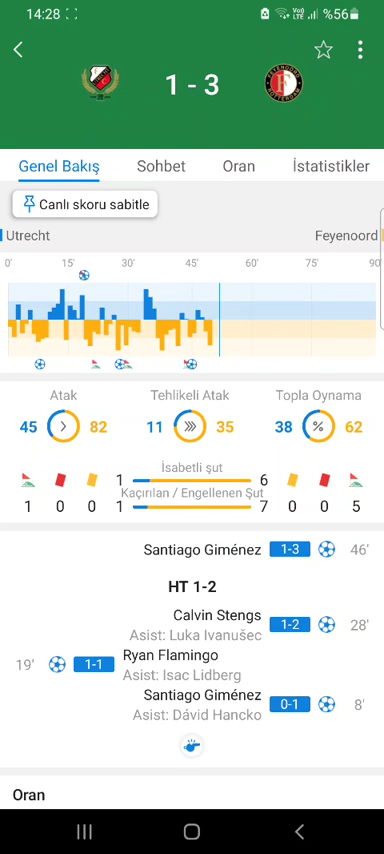 14:28
Vo)) LTE %56
1 - 3
Genel Bakış Sohbet Oran İstatistikler
Canlı skoru sabitle
Utrecht Feyenoord
0' 15' 30' 45' 60' 75' 90'
Atak Tehlikeli Atak Topla Oynama
45 82 11 35 38 % 62
İsabetli şut
1 6
Kaçırılan / Engellenen Şut
1 0 0 1 7 0 0 5
Santiago Giménez 1-3 46'
HT 1-2
Calvin Stengs 1-2 28'
Asist: Luka Ivanušec
19' 1-1 Ryan Flamingo
Asist: Isac Lidberg
Santiago Giménez 0-1 8'
Asist: Dávid Hancko
Oran